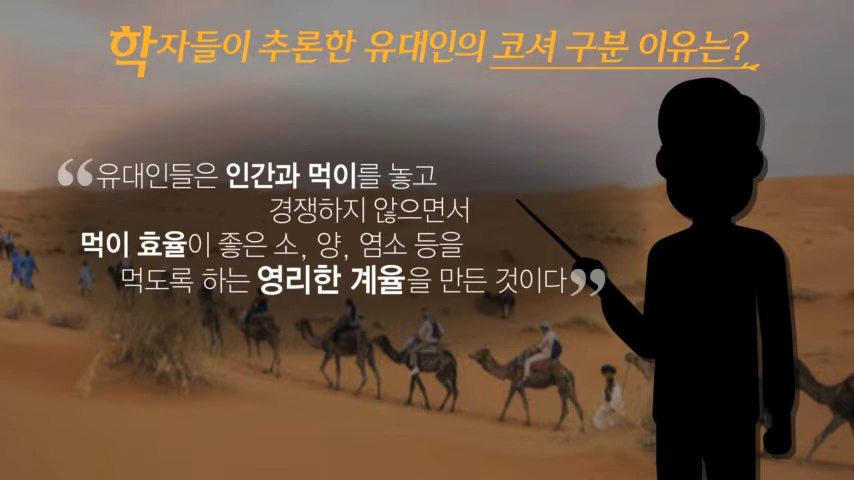 학자들이 추론한 유대인의 코셔 구분 이유는?
“유대인들은 인간과 먹이를 놓고
경쟁하지 않으면서
먹이 효율이 좋은 소, 양, 염소 등을
먹도록 하는 영리한 계율을 만든 것이다”